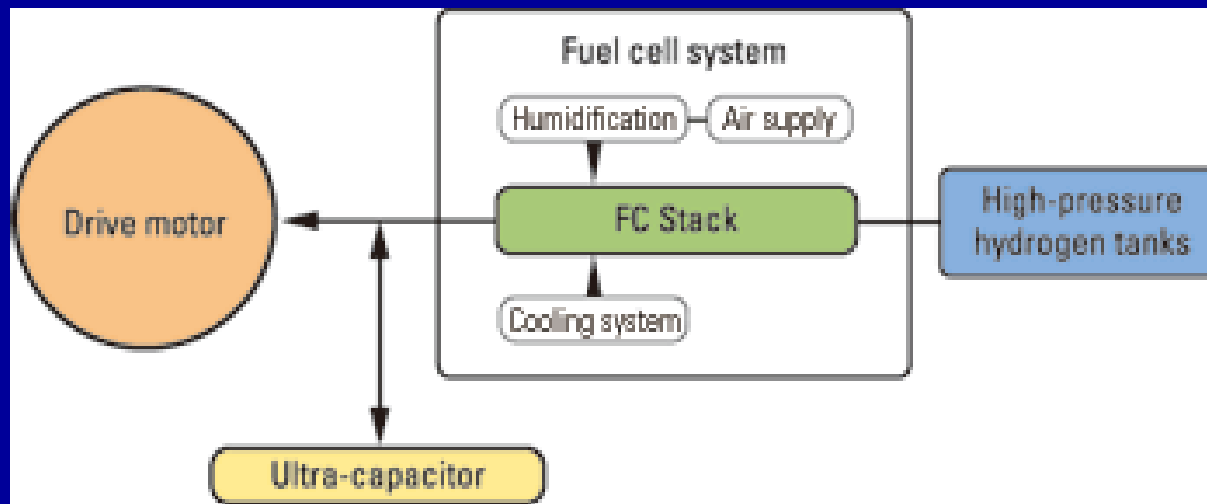 Fuel cell system
Humidification
Air supply
Drive motor
FC Stack
High-pressure
hydrogen tanks
Cooling system
Ultra-capacitor